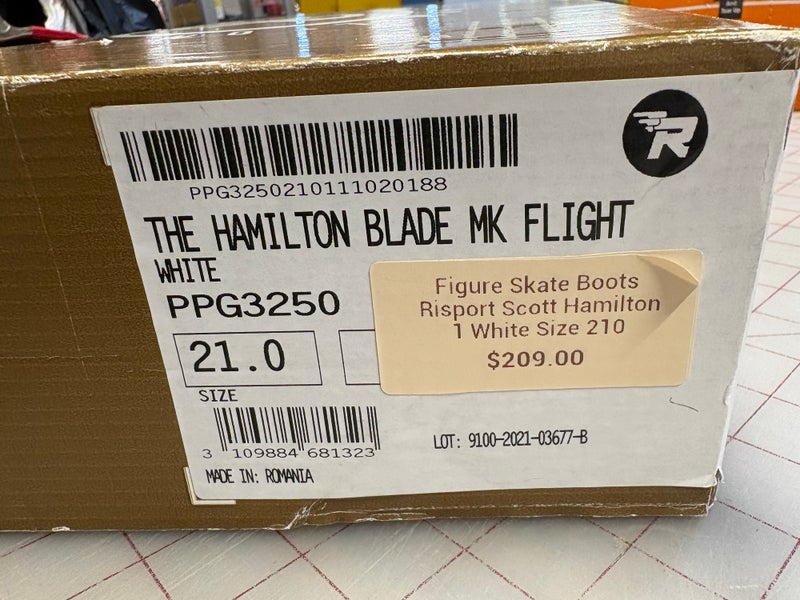 PPG3250210111020188
R
THE HAMILTON BLADE MK FLIGHT
WHITE
PPG3250
Figure Skate Boots
Risport Scott Hamilton
1 White Size 210
$209.00
21.0
SIZE
3 109884 681323
LOT: 9100-2021-03677-B
MADE IN: ROMANIA